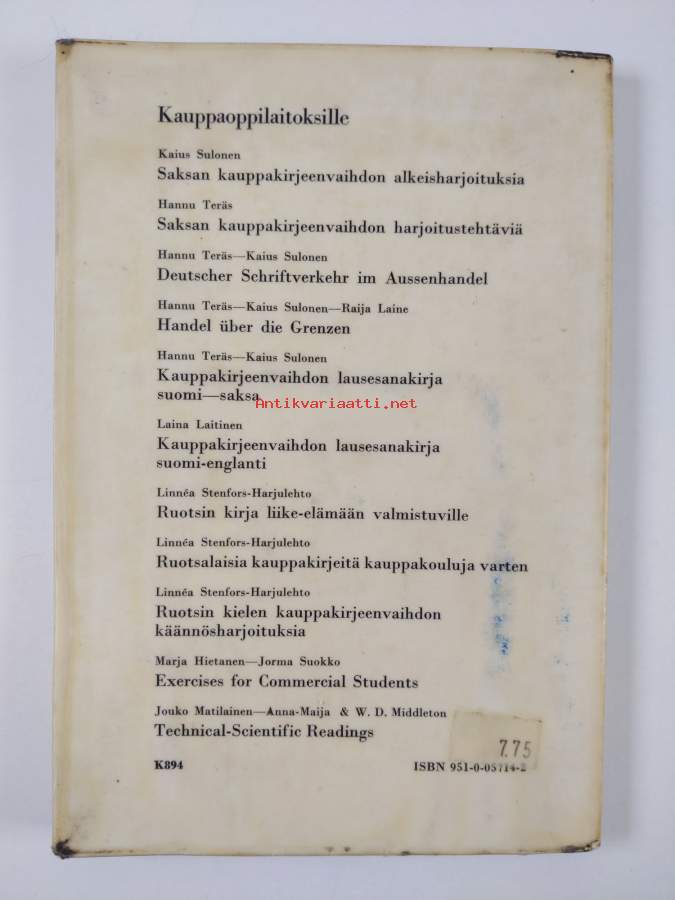 Kauppaoppilaitoksille
Kaius Sulonen
Saksan kauppakirjeenvaihdon alkeisharjoituksia
Hannu Teräs
Saksan kauppakirjeenvaihdon harjoitustehtäviä
Hannu Teräs—Kaius Sulonen
Deutscher Schriftverkehr im Aussenhandel
Hannu Teräs—Kaius Sulonen—Raija Laine
Handel über die Grenzen
Hannu Teräs—Kaius Sulonen
Kauppakirjeenvaihdon lausesanakirja
suomi—saksa
Antikvariaatti.net
Laina Laitinen
Kauppakirjeenvaihdon lausesanakirja
suomi-englanti
Linnéa Stenfors-Harjulehto
Ruotsin kirja liike-elämään valmistuville
Linnéa Stenfors-Harjulehto
Ruotsalaisia kauppakirjeitä kauppakouluja varten
Linnéa Stenfors-Harjulehto
Ruotsin kielen kauppakirjeenvaihdon
käännösharjoituksia
Marja Hietanen—Jorma Suokko
Exercises for Commercial Students
Jouko Matilainen—Anna-Maija & W. D. Middleton
Technical-Scientific Readings
7.75
K894
ISBN 951-0-05714-2